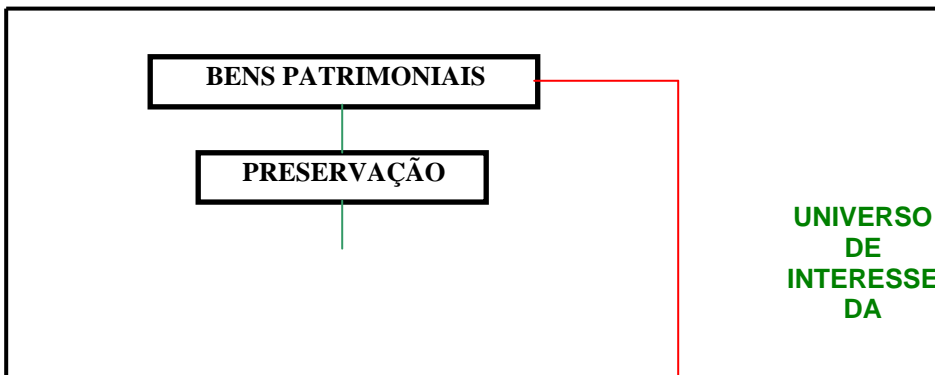 BENS PATRIMONIAIS
PRESERVAÇÃO
UNIVERSO
DE
INTERESSE
DA